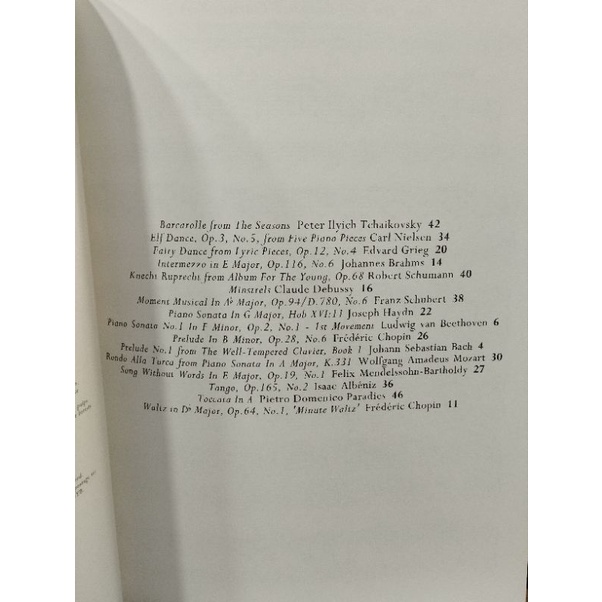 Barcarolle from The Seasons Peter Ilyich Tchaikovsky 42
Elf Dance, Op.3, No.5, from Five Piano Pieces Carl Nielsen 34
Fairy Dance from Lyric Pieces, Op.12, No.4 Edvard Grieg 20
Intermezzo in E Major, Op.116, No.6 Johannes Brahms 14
Knecht Ruprecht from Album For The Young, Op.68 Robert Schumann 40
Minstrels Claude Debussy 16
Moment Musical In A♭ Major, Op.94/D.780, No.6 Franz Schubert 38
Piano Sonata in G Major, Hob XVI:11 Joseph Haydn 22
Piano Sonata No.1 In F Minor, Op.2, No.1 - 1st Movement Ludwig van Beethoven 6
Prelude In B Minor, Op.28, No.6 Frédéric Chopin 26
Prelude No.1 from The Well-Tempered Clavier, Book 1 Johann Sebastian Bach 4
Rondo Alla Turca from Piano Sonata In A Major, K.331 Wolfgang Amadeus Mozart 30
Song Without Words In E Major, Op.19, No.1 Felix Mendelssohn-Bartholdy 27
Tango, Op.165, No.2 Isaac Albéniz 36
Toccata In A Pietro Domenico Paradies 46
Waltz in D♭ Major, Op.64, No.1, 'Minute Waltz' Frédéric Chopin 11